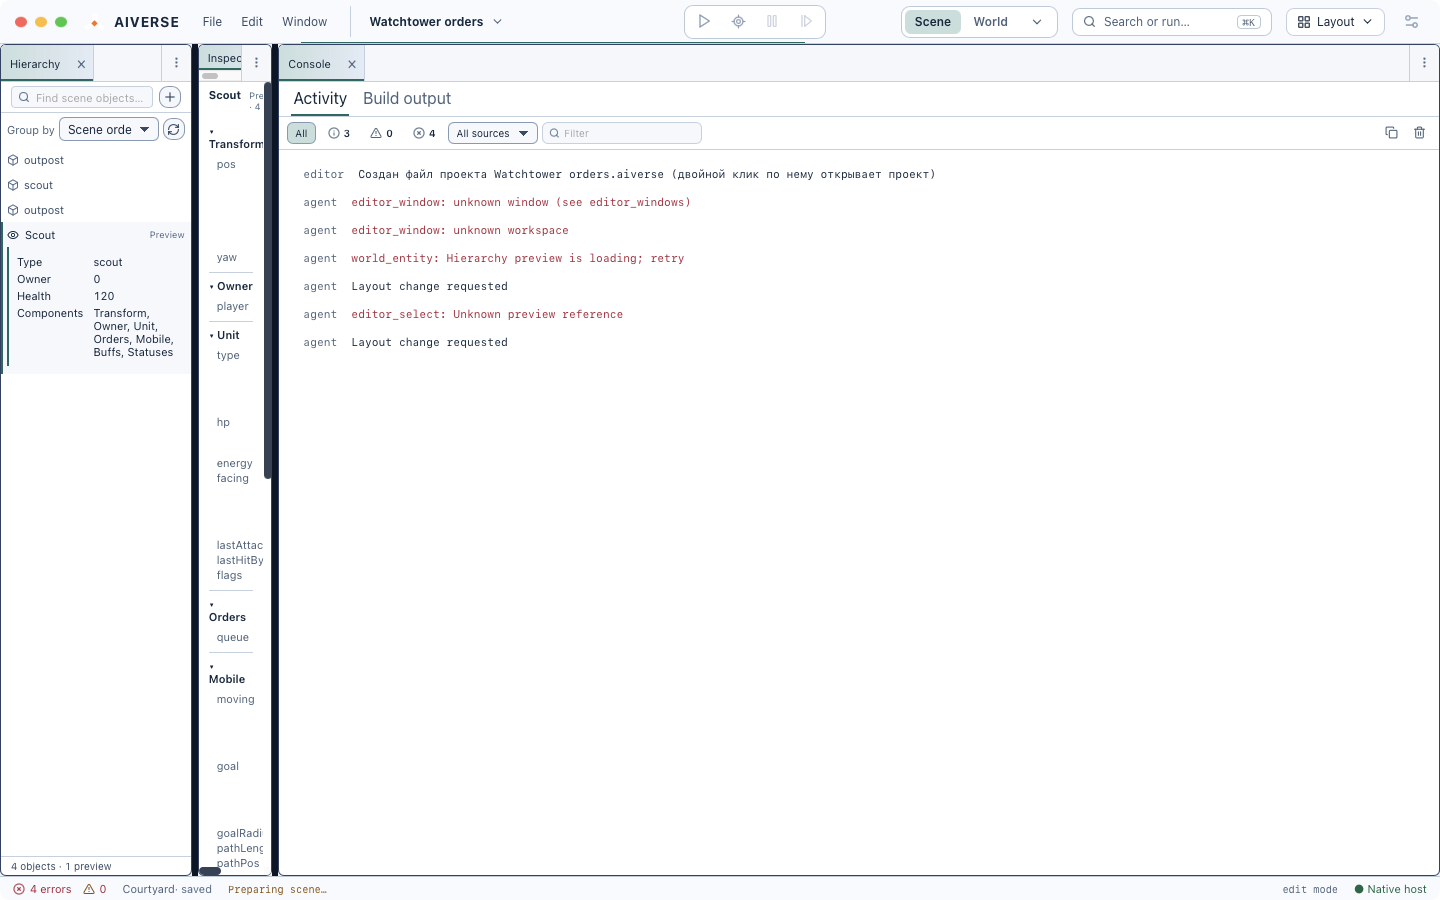 AIVERSE File Edit Window Watchtower orders Scene World Search or run... ⌘K Layout
Hierarchy
Find scene objects...
Group by Scene orde
outpost
scout
outpost
Scout Preview
Type scout
Owner 0
Health 120
Components Transform,
Owner, Unit,
Orders, Mobile,
Buffs, Statuses
4 objects · 1 preview
Inspec
Scout Pre
· 4
Transform
pos
yaw
Owner
player
Unit
type
hp
energy
facing
lastAttac
lastHitBy
flags
Orders
queue
Mobile
moving
goal
goalRadi
pathLeng
pathPos
Console
Activity Build output
All 3 0 4 All sources Filter
editor Создан файл проекта Watchtower orders.aiverse (двойной клик по нему открывает проект)
agent editor_window: unknown window (see editor_windows)
agent editor_window: unknown workspace
agent world_entity: Hierarchy preview is loading; retry
agent Layout change requested
agent editor_select: Unknown preview reference
agent Layout change requested
4 errors 0 Courtyard· saved Preparing scene… edit mode Native host